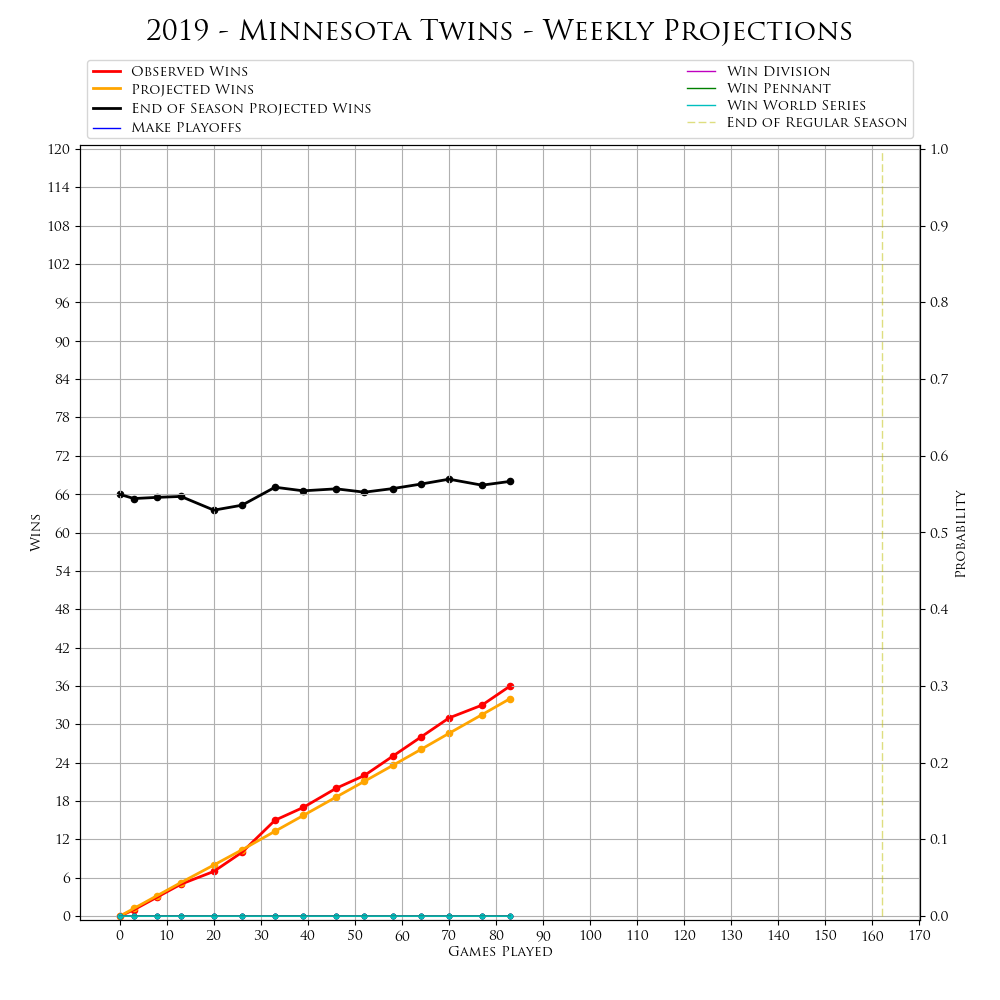 2019 - Minnesota Twins - Weekly Projections
Observed Wins
Projected Wins
End of Season Projected Wins
Make Playoffs
Win Division
Win Pennant
Win World Series
End of Regular Season
120
114
108
102
96
90
84
78
72
66
60
54
48
42
36
30
24
18
12
6
0
Wins
1.0
0.9
0.8
0.7
0.6
0.5
0.4
0.3
0.2
0.1
0.0
Probability
0 10 20 30 40 50 60 70 80 90 100 110 120 130 140 150 160 170
Games Played